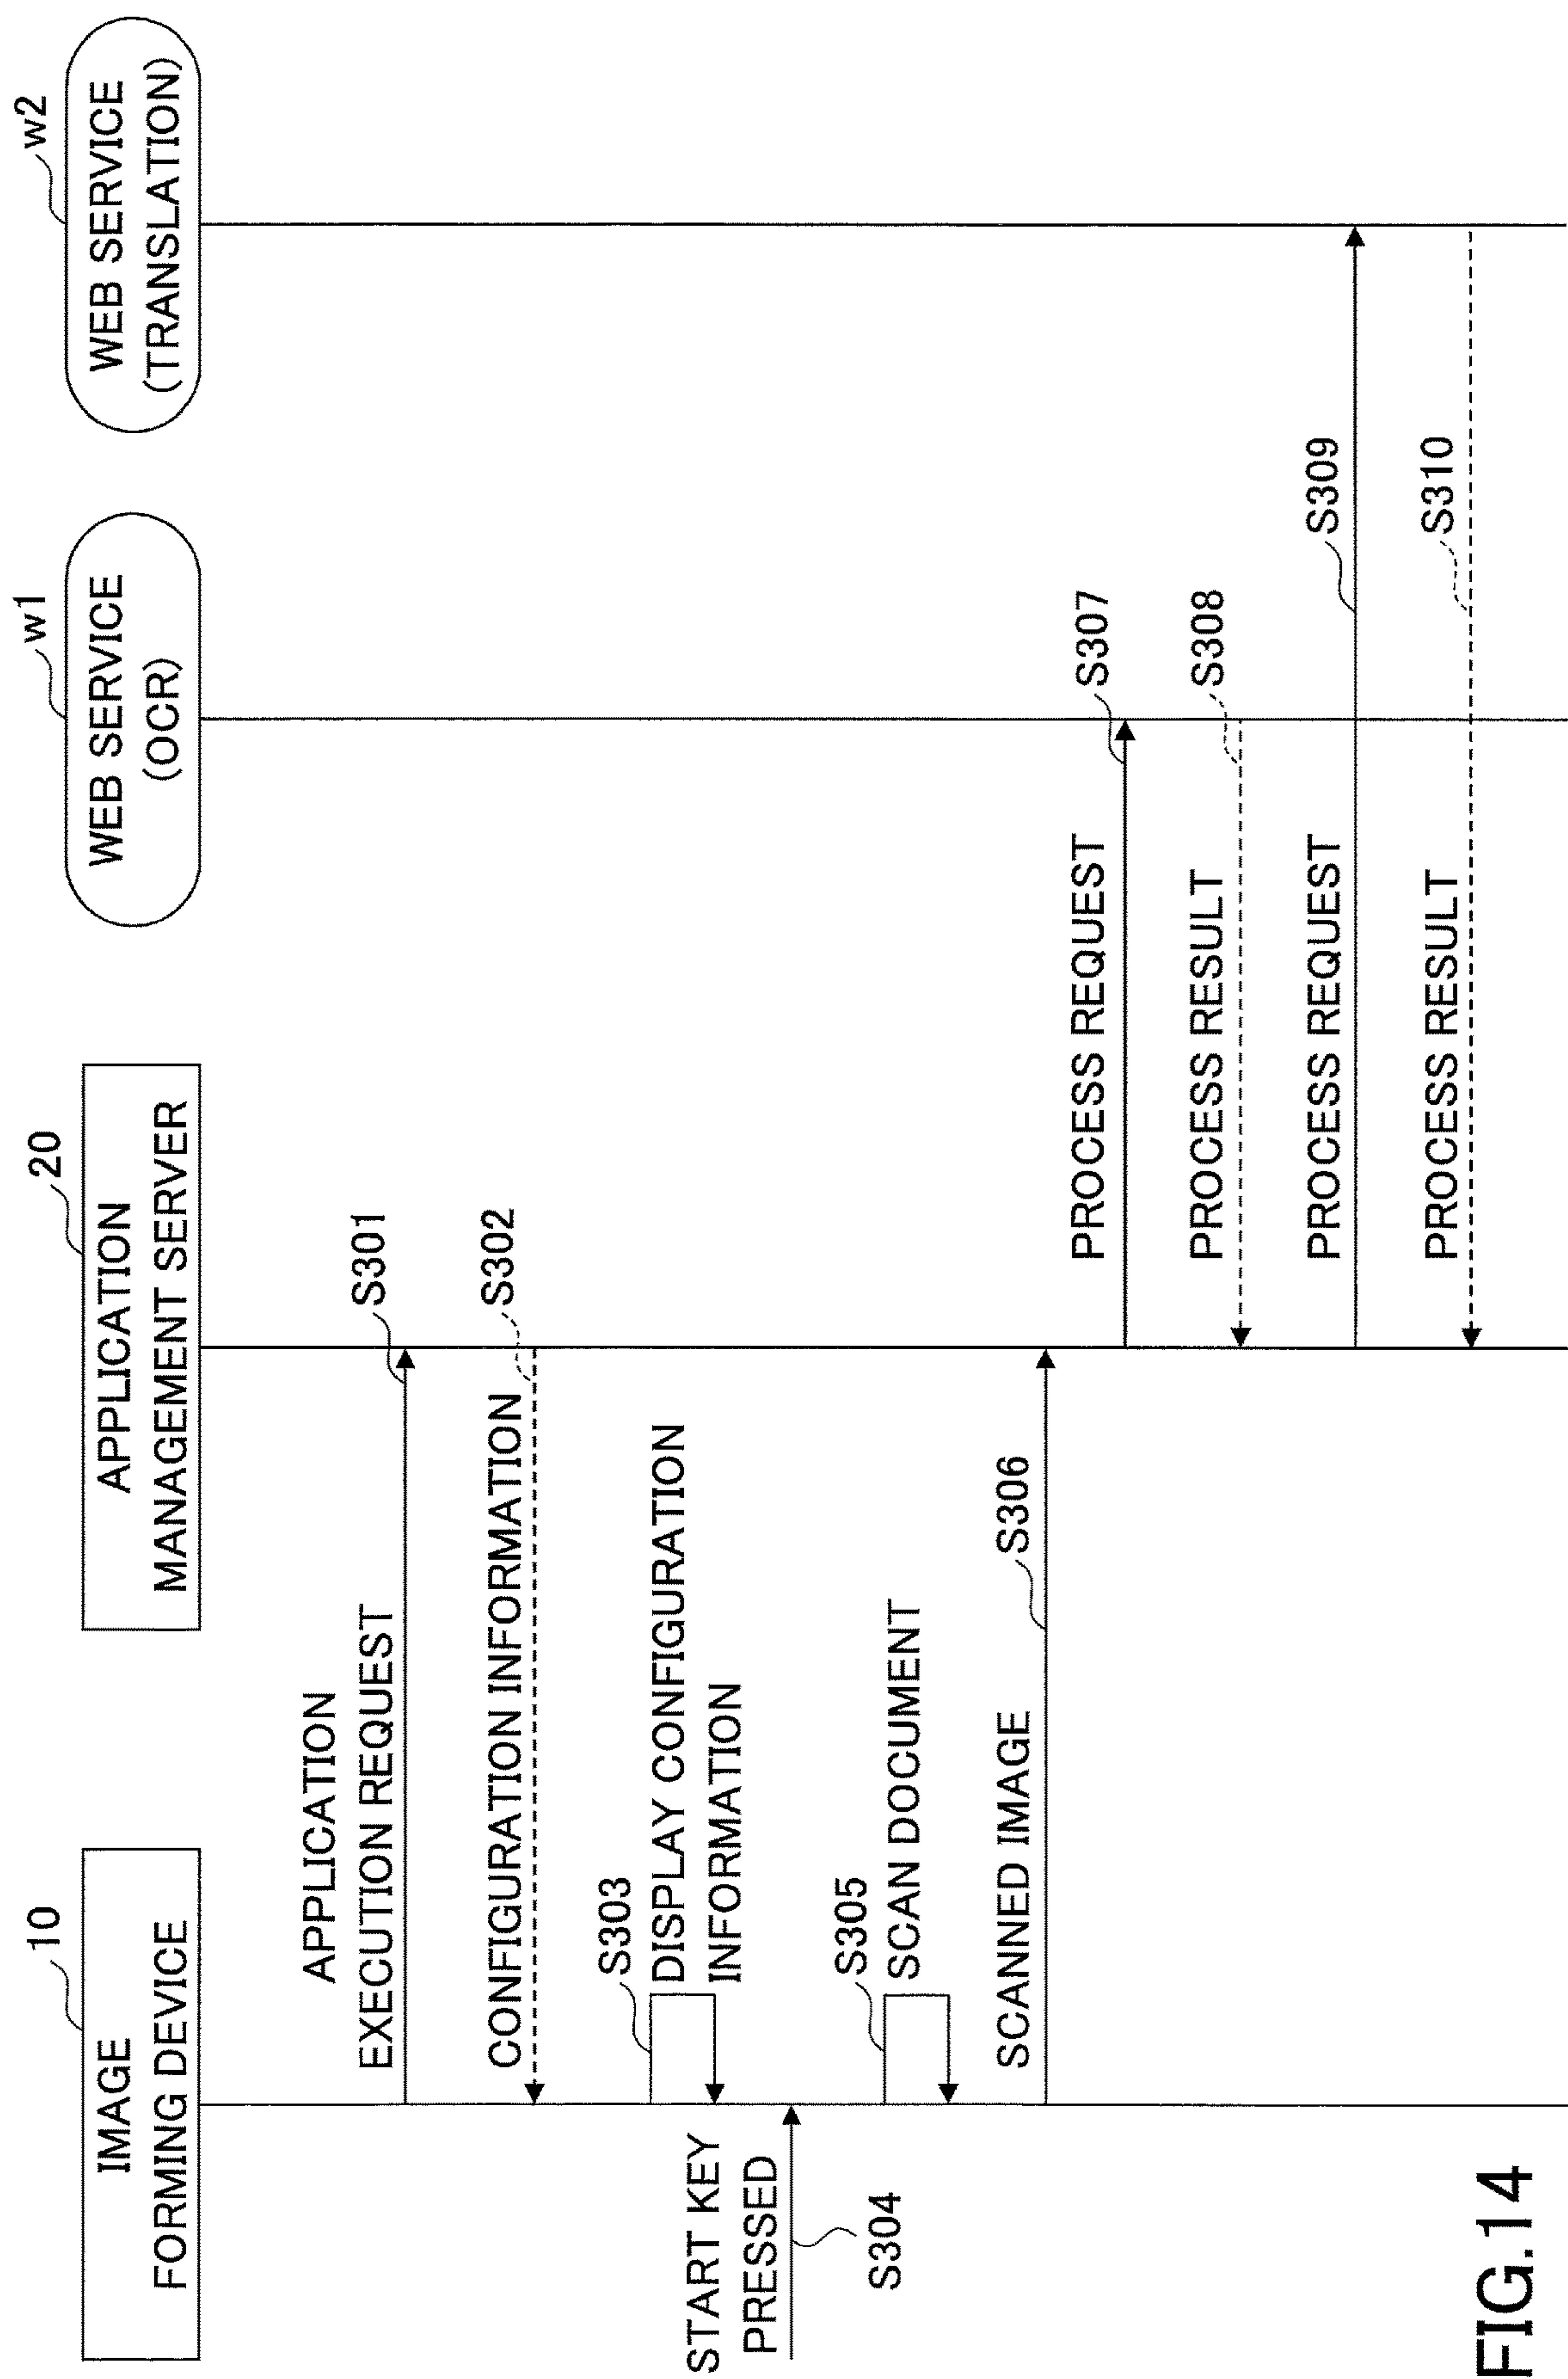 10
IMAGE
FORMING DEVICE
20
APPLICATION
MANAGEMENT SERVER
w1
WEB SERVICE
(OCR)
w2
WEB SERVICE
(TRANSLATION)
APPLICATION
EXECUTION REQUEST
S301
CONFIGURATION INFORMATION
S302
S303
DISPLAY CONFIGURATION
INFORMATION
START KEY
PRESSED
S304
S305
SCAN DOCUMENT
SCANNED IMAGE
S306
PROCESS REQUEST
S307
PROCESS RESULT
S308
PROCESS REQUEST
S309
PROCESS RESULT
S310
FIG.14